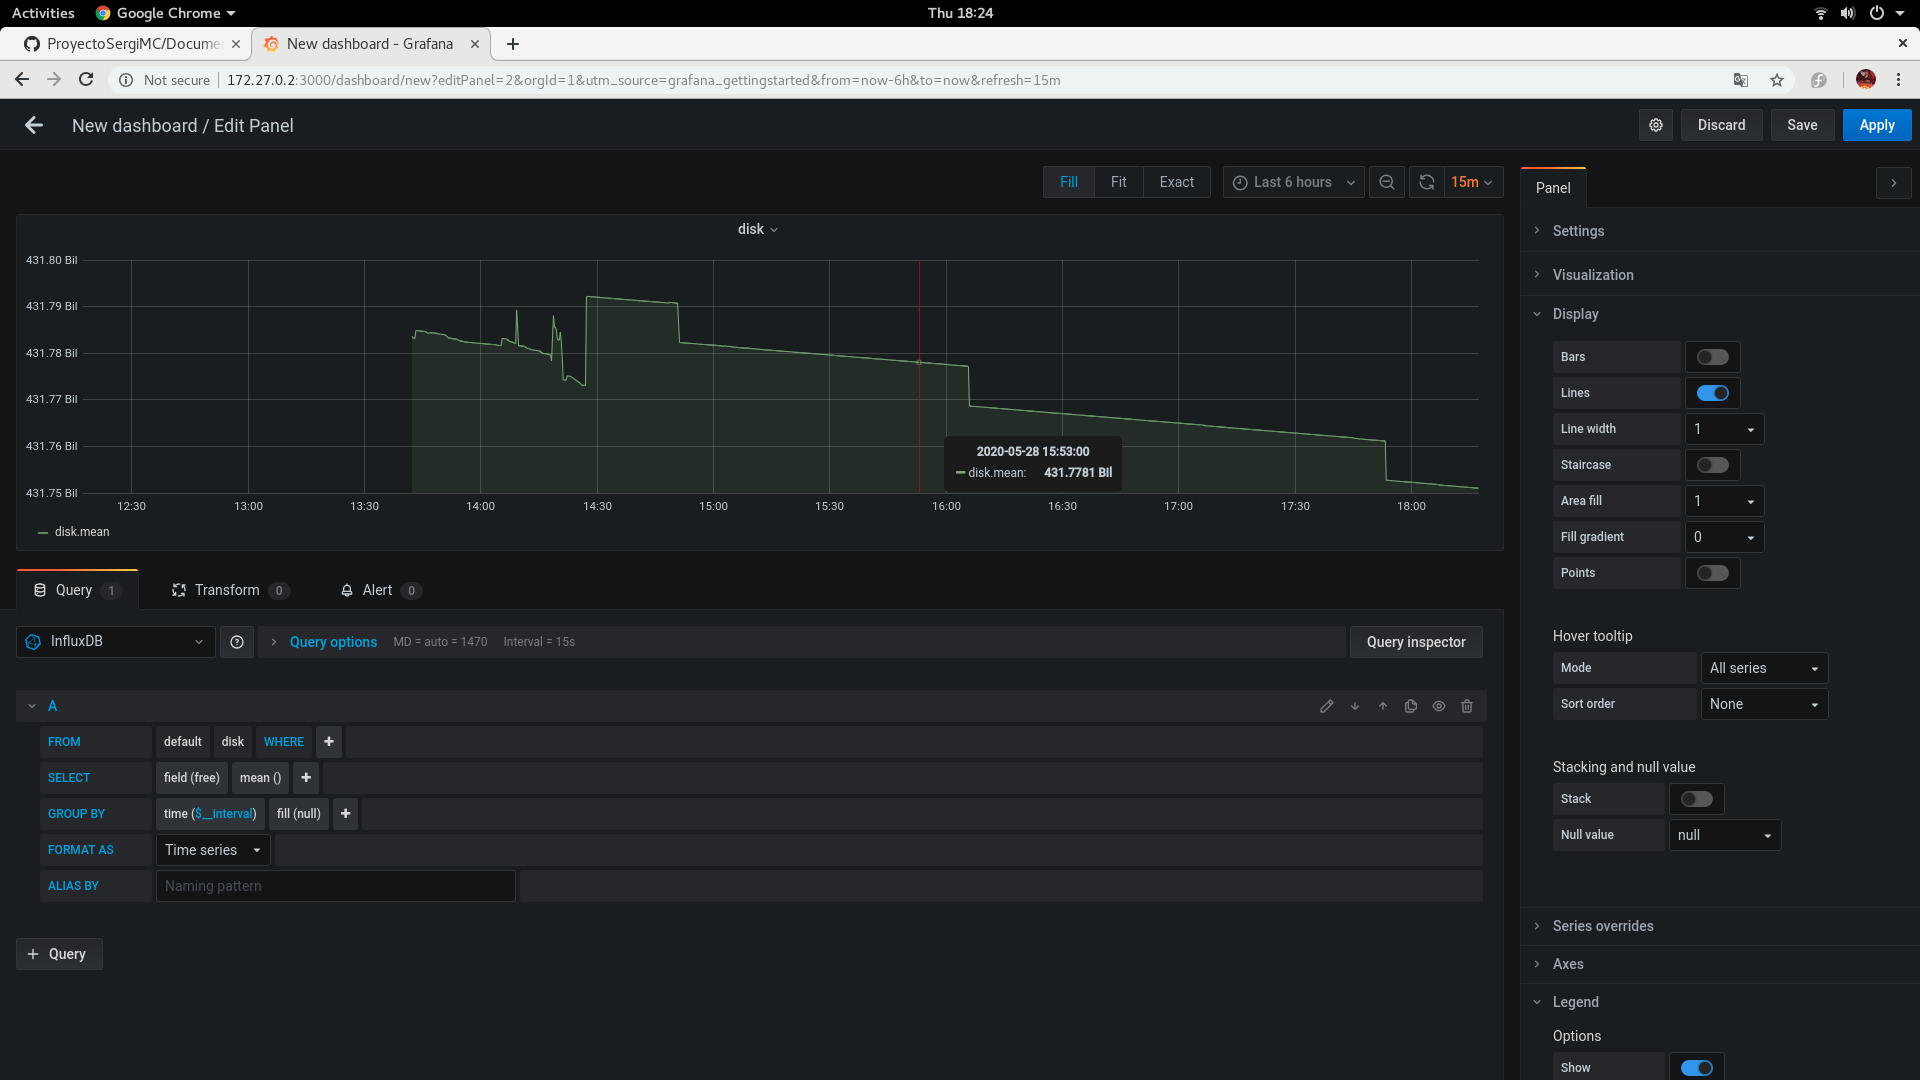 Activities Google Chrome Thu 18:24
ProyectoSergiMC/Docume New dashboard - Grafana
Not secure 172.27.0.2:3000/dashboard/new?editPanel=2&orgId=1&utm_source=grafana_gettingstarted&from=now-6h&to=now&refresh=15m
New dashboard / Edit Panel Discard Save Apply
Fill Fit Exact Last 6 hours 15m
Panel
disk
Settings
Visualization
Display
Bars
Lines
Line width 1
Staircase
Area fill 1
Fill gradient 0
Points
Hover tooltip
Mode All series
Sort order None
Stacking and null value
Stack
Null value null
Series overrides
Axes
Legend
Options
Show
431.80 Bil
431.79 Bil
431.78 Bil
431.77 Bil
431.76 Bil
431.75 Bil
2020-05-28 15:53:00
disk.mean: 431.7781 Bil
12:30 13:00 13:30 14:00 14:30 15:00 15:30 16:00 16:30 17:00 17:30 18:00
disk.mean
Query 1 Transform 0 Alert 0
InfluxDB Query options MD = auto = 1470 Interval = 15s Query inspector
A
FROM default disk WHERE +
SELECT field (free) mean () +
GROUP BY time ($__interval) fill (null) +
FORMAT AS Time series
ALIAS BY Naming pattern
+ Query